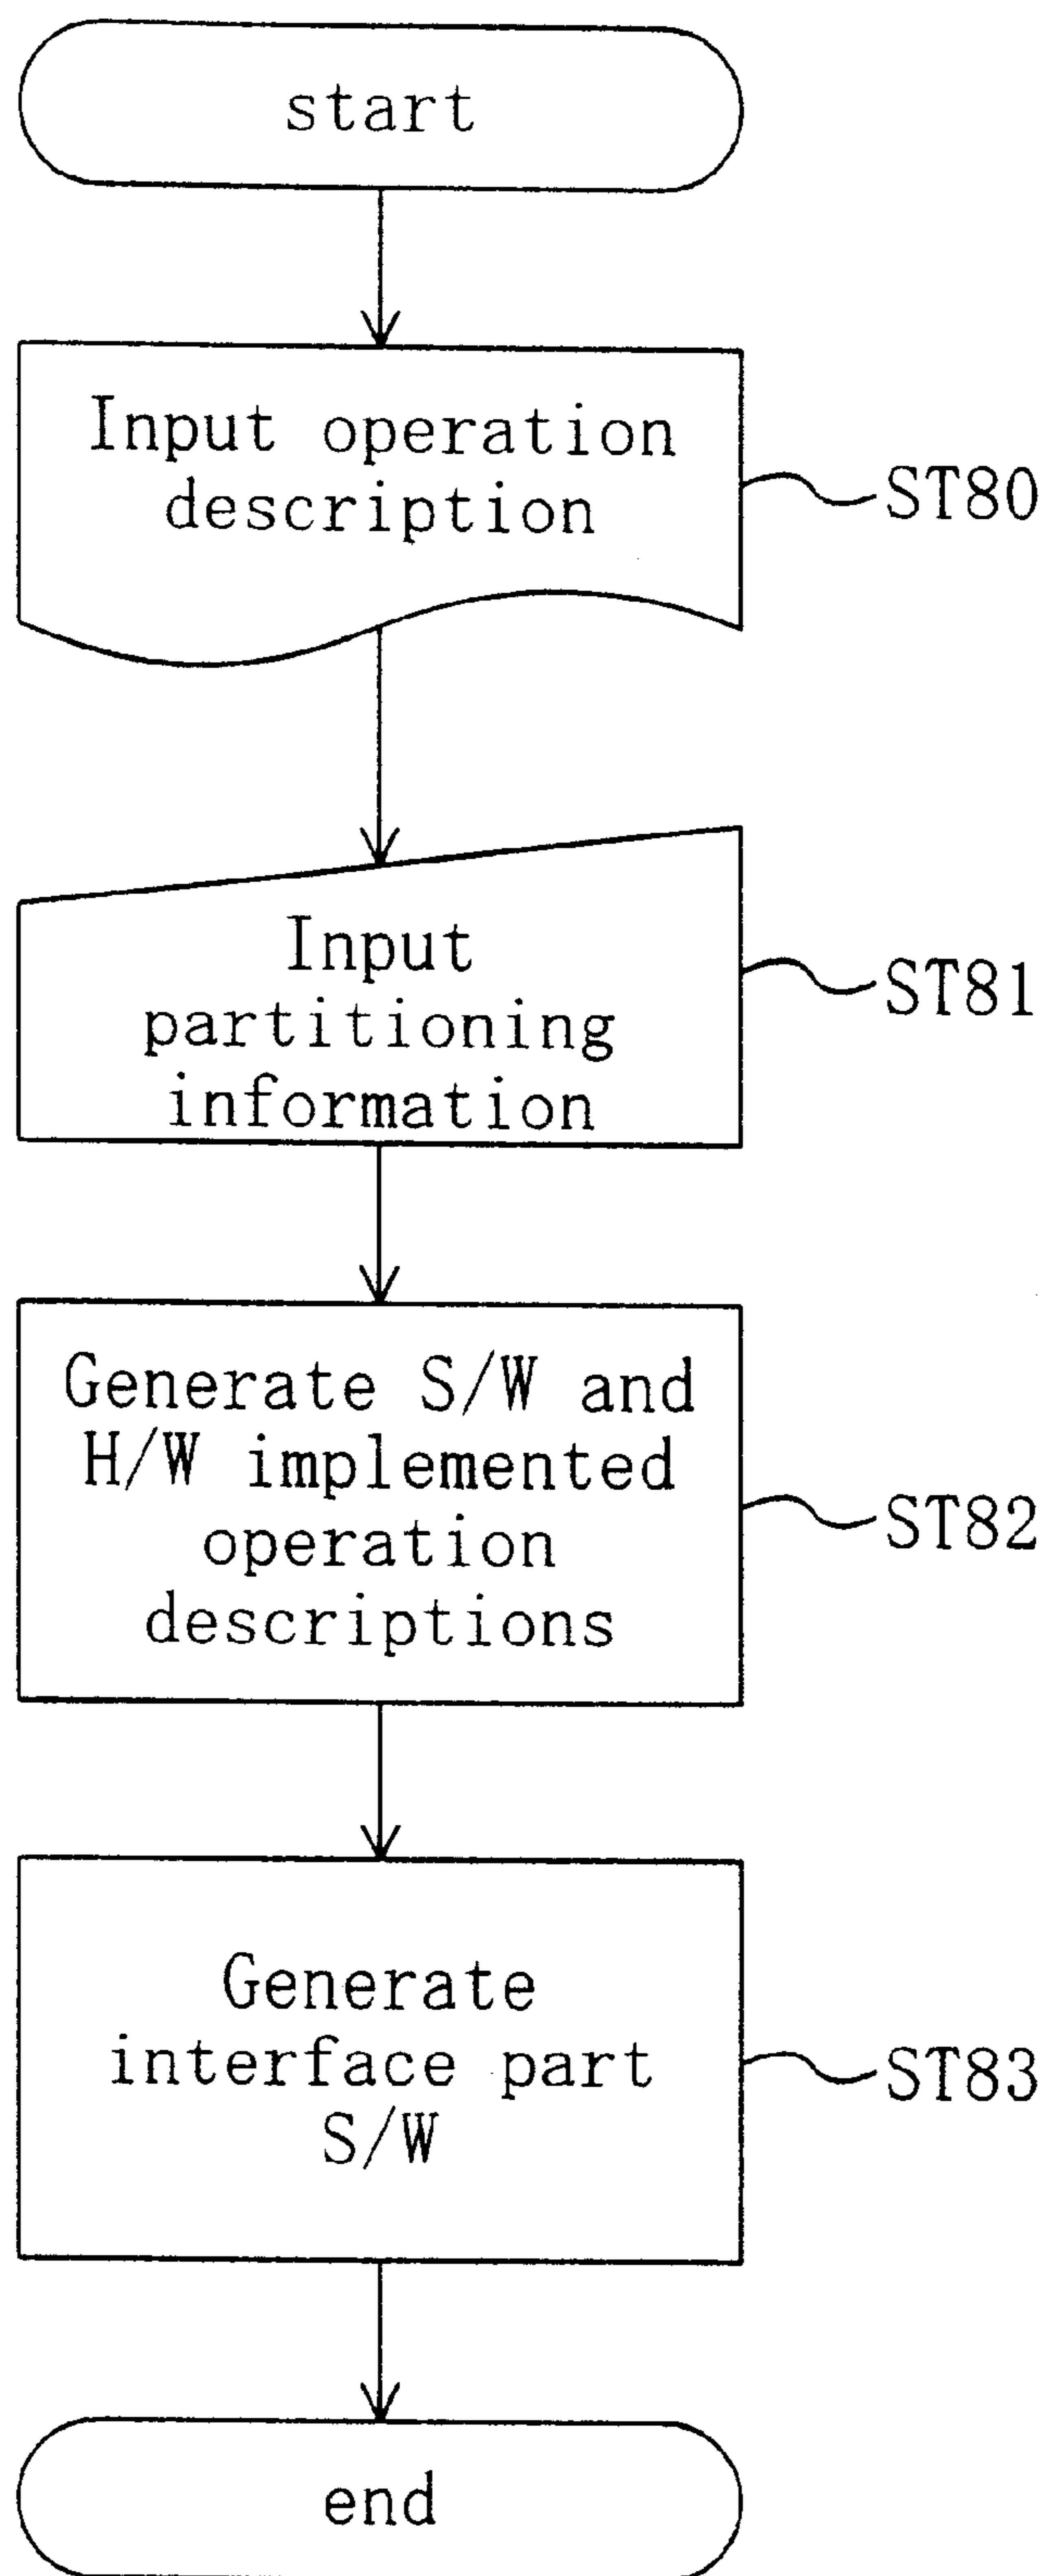 start
Input operation
description
ST80
Input
partitioning
information
ST81
Generate S/W and
H/W implemented
operation
descriptions
ST82
Generate
interface part
S/W
ST83
end